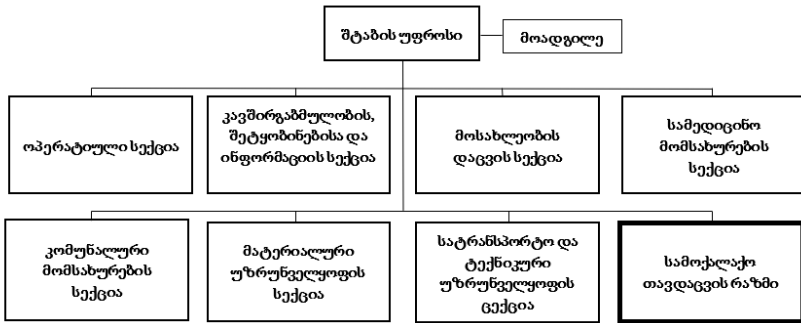 შტაბის უფროსი
მოადგილე
ოპერატიული სექცია
კავშირგაბმულობის,
შეტყობინებისა და
ინფორმაციის სექცია
მოსახლეობის
დაცვის სექცია
სამედიცინო
მომსახურების
სექცია
კომუნალური
მომსახურების
სექცია
მატერიალური
უზრუნველყოფის
სექცია
სატრანსპორტო და
ტექნიკური
უზრუნველყოფის
ცექცია
სამოქალაქო
თავდაცვის რაზმი